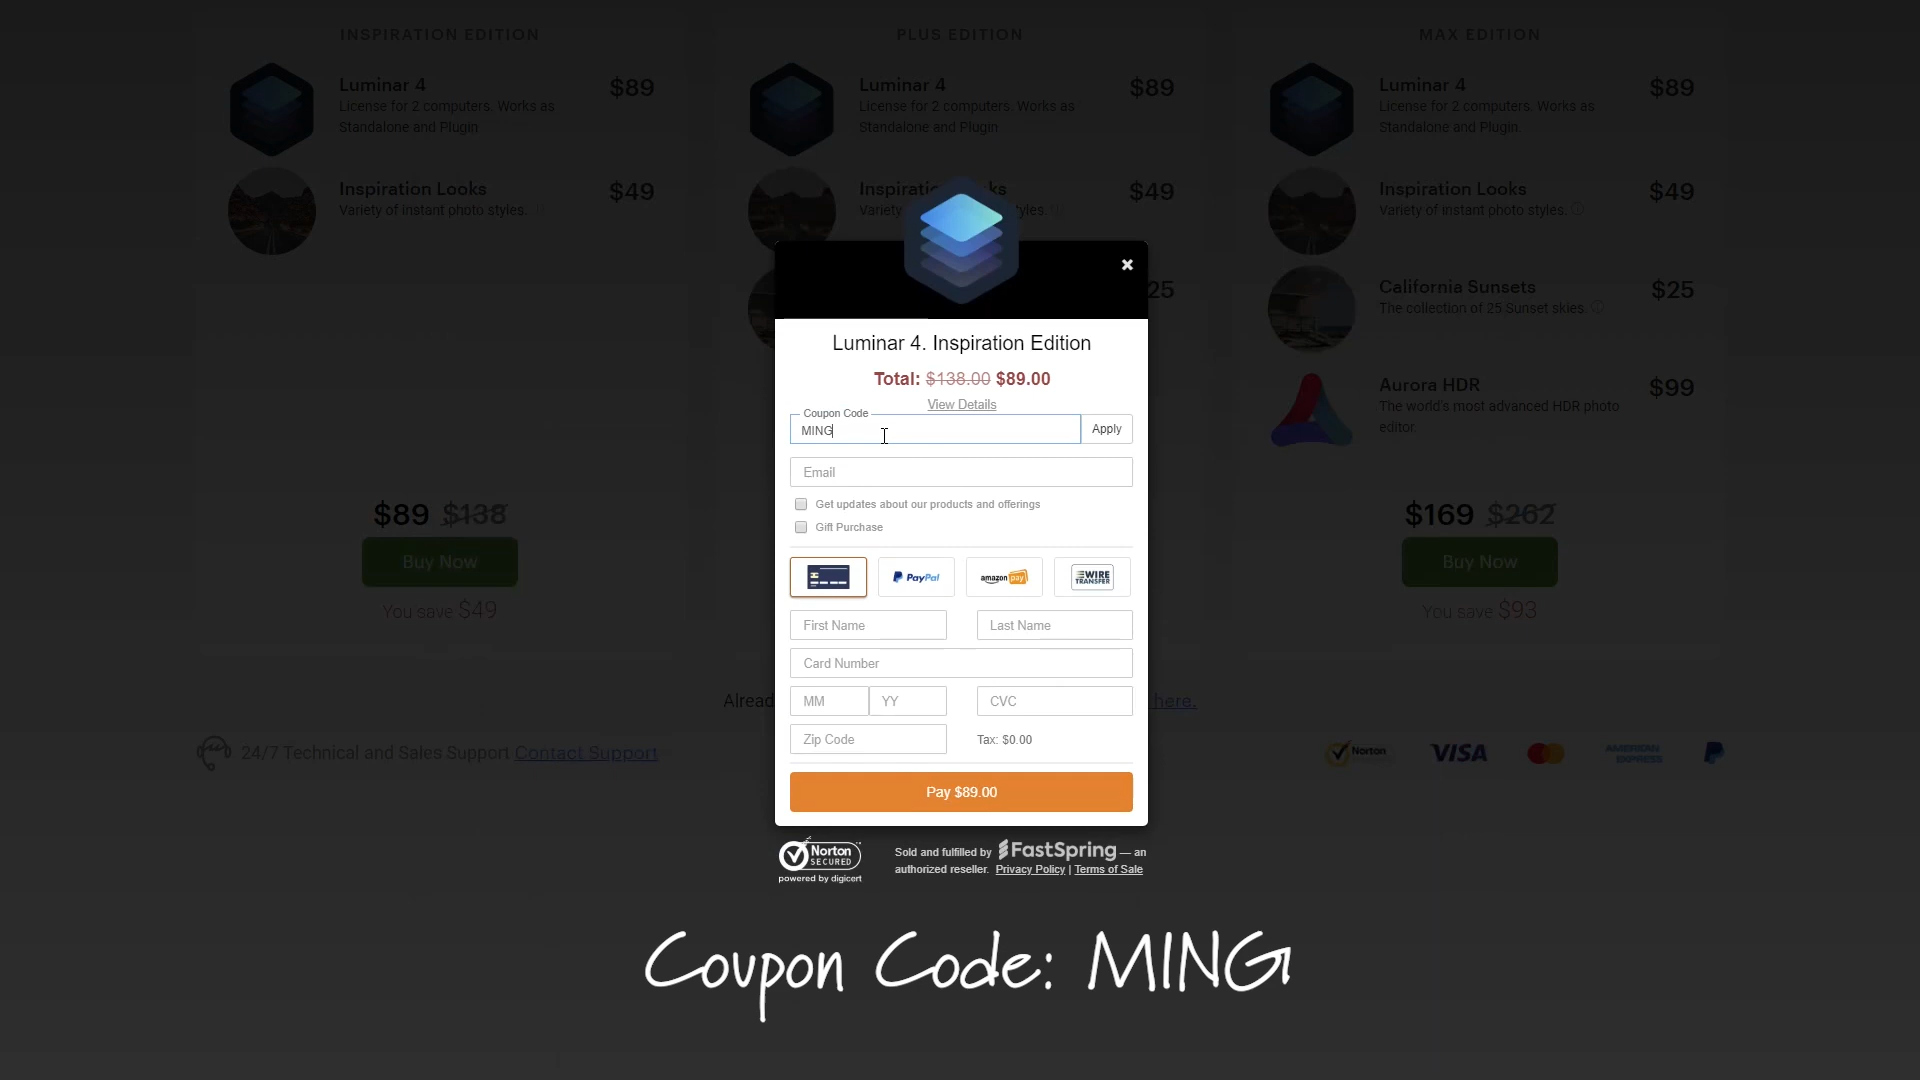 INSPIRATION EDITION
Luminar 4
$89
License for 2 computers. Works as
Standalone and Plugin
Inspiration Looks
$49
Variety of instant photo styles.
$89 $138
Buy Now
You save $49
PLUS EDITION
Luminar 4
$89
License for 2 computers. Works as
Standalone and Plugin
$49
Variety
25
MAX EDITION
Luminar 4
$89
License for 2 computers. Works as
Standalone and Plugin
Inspiration Looks
$49
Variety of instant photo styles.
California Sunsets
$25
The collection of 25 Sunset skies.
Aurora HDR
$99
The world's most advanced HDR photo
editor.
$169 $262
Buy Now
You save $93
Luminar 4. Inspiration Edition
Total: $138.00 $89.00
View Details
Coupon Code
MING
Apply
Email
Get updates about our products and offerings
Gift Purchase
PayPal
amazon pay
WIRE
TRANSFER
First Name
Last Name
Card Number
MM
YY
CVC
Zip Code
Tax: $0.00
Pay $89.00
here.
24/7 Technical and Sales Support Contact Support
Norton
VISA
AMERICAN
EXPRESS
Norton
SECURED
powered by digicert
Sold and fulfilled by FastSpring — an
authorized reseller. Privacy Policy | Terms of Sale
Coupon Code: MING